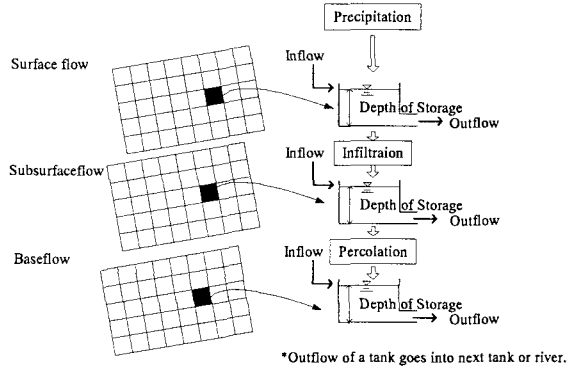 Precipitation
Surface flow
Inflow
Depth of Storage
Outflow
Subsurfaceflow
Inflow
Infiltraion
Depth of Storage
Outflow
Baseflow
Inflow
Percolation
Depth of Storage
Outflow
*Outflow of a tank goes into next tank or river.